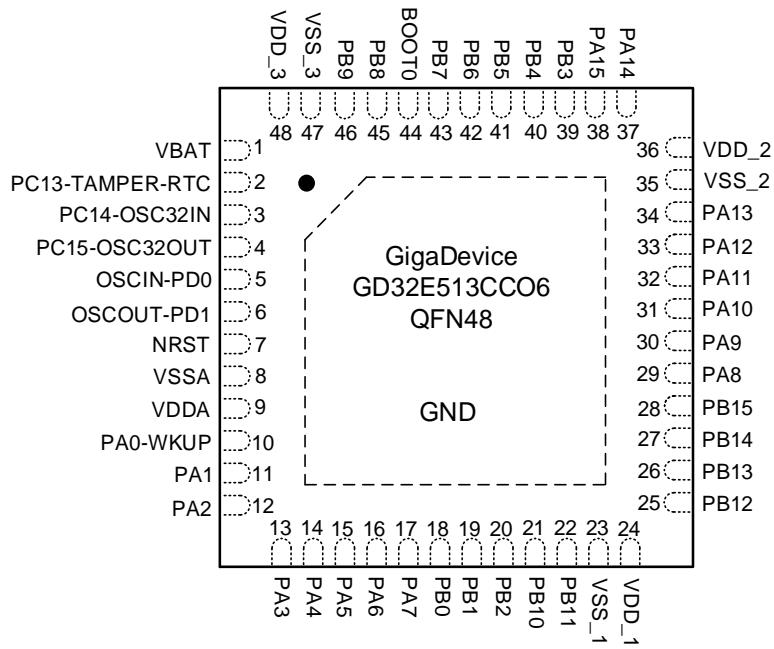 VDD_3
VSS_3
PB9
PB8
BOOT0
PB7
PB6
PB5
PB4
PB3
PA15
PA14
48 47 46 45 44 43 42 41 40 39 38 37
VBAT 1
PC13-TAMPER-RTC 2
PC14-OSC32IN 3
PC15-OSC32OUT 4
OSCIN-PD0 5
OSCOUT-PD1 6
NRST 7
VSSA 8
VDDA 9
PA0-WKUP 10
PA1 11
PA2 12
GigaDevice
GD32E513CCO6
QFN48
GND
36 VDD_2
35 VSS_2
34 PA13
33 PA12
32 PA11
31 PA10
30 PA9
29 PA8
28 PB15
27 PB14
26 PB13
25 PB12
13 14 15 16 17 18 19 20 21 22 23 24
PA3
PA4
PA5
PA6
PA7
PB0
PB1
PB2
PB10
PB11
VSS_1
VDD_1